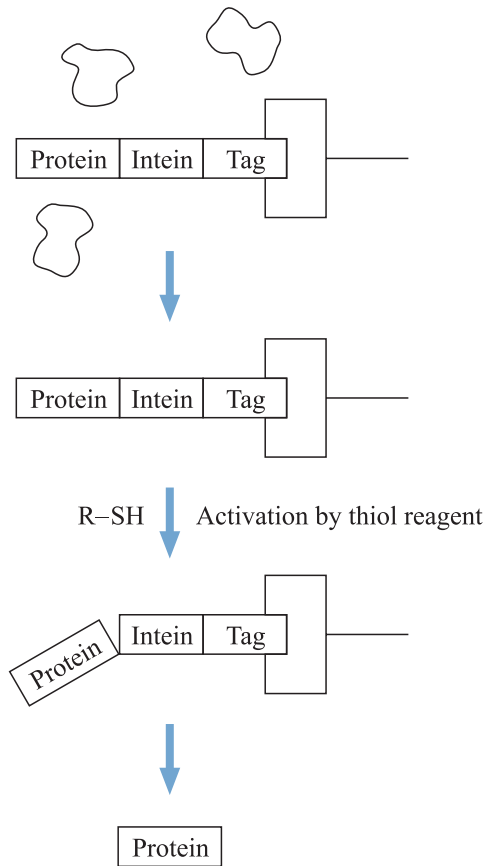 Protein Intein Tag
Protein Intein Tag
R–SH Activation by thiol reagent
Protein Intein Tag
Protein